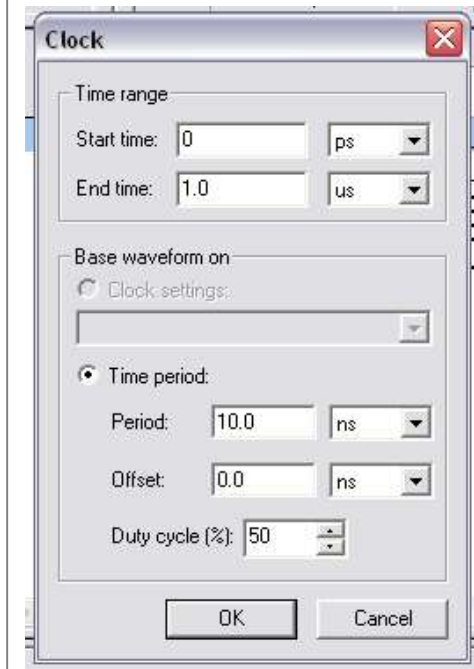 Clock
Time range
Start time: 0 ps
End time: 1.0 us
Base waveform on
Clock settings:
Time period:
Period: 10.0 ns
Offset: 0.0 ns
Duty cycle (%): 50
OK Cancel